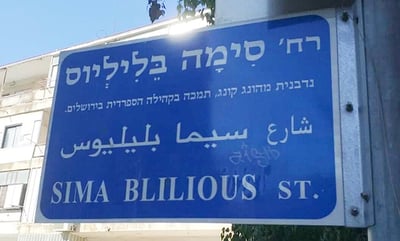 רח' סִימָה בֵּלִילְיוּס
נדבנית מהונג קונג, תמכה בקהילה הספרדית בירושלים.
شارع سيما بليليوس
SIMA BLILIOUS ST.